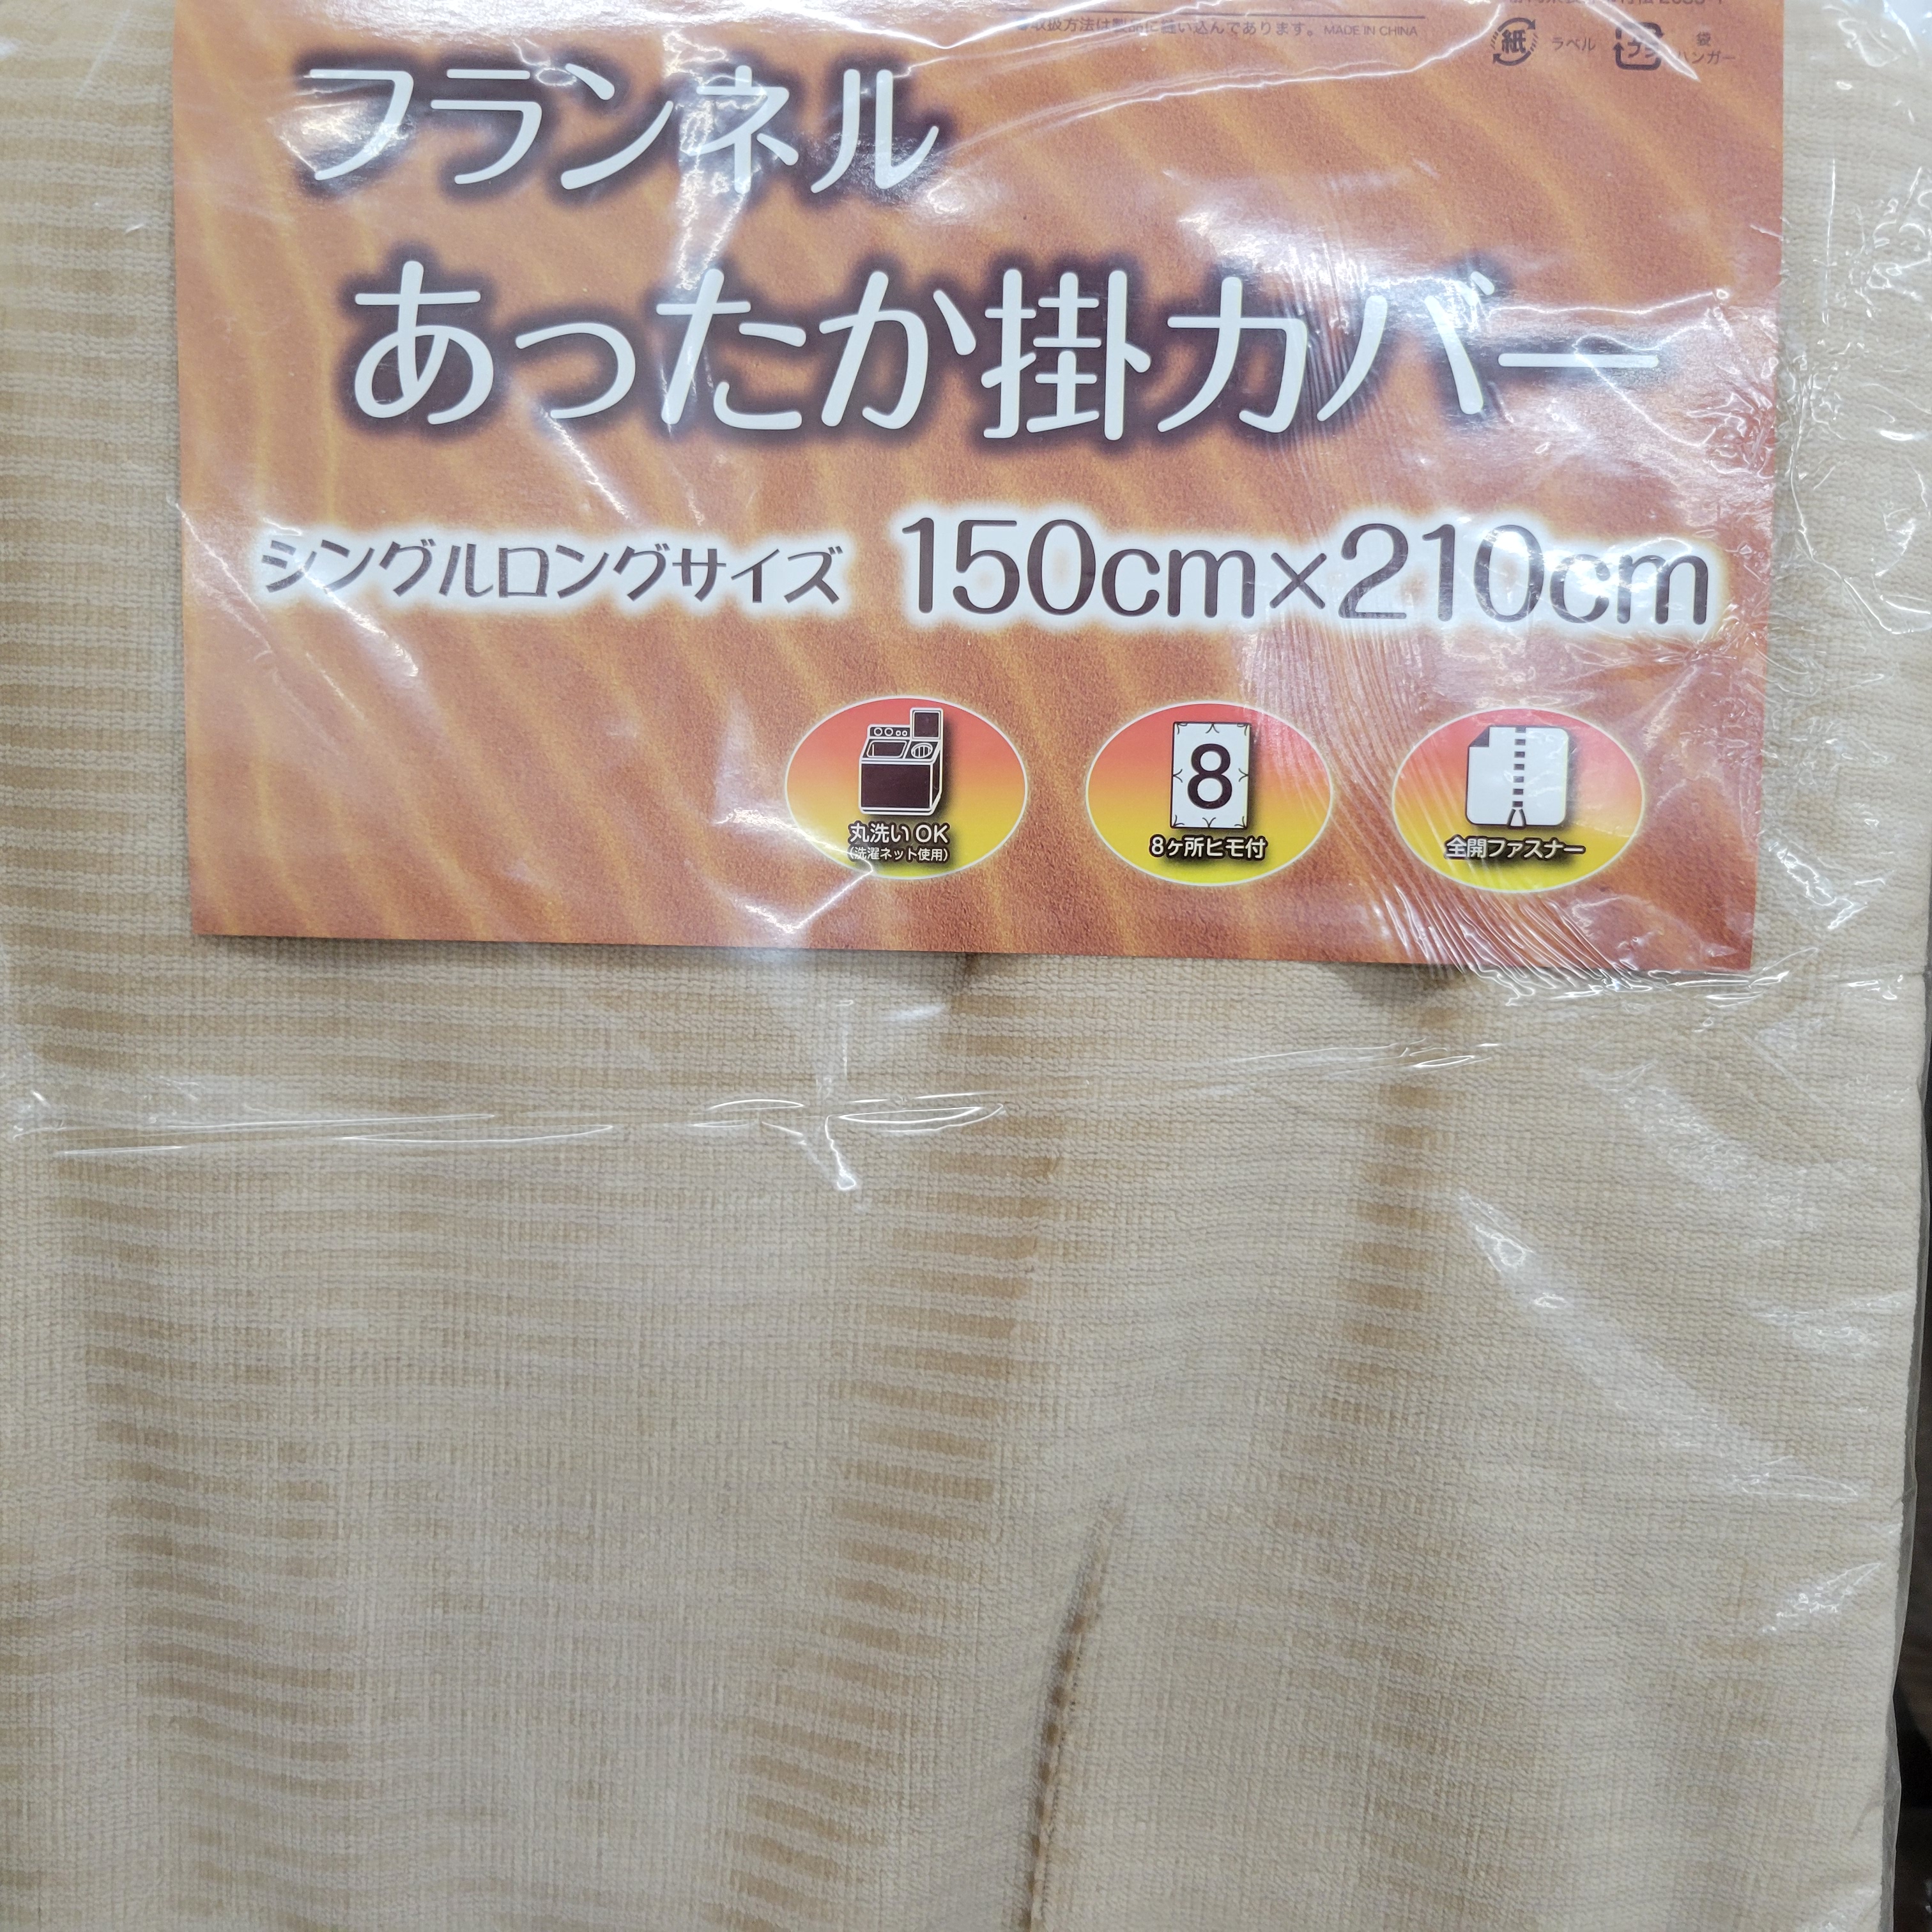 取扱方法は製品に縫い込んであります。 MADE IN CHINA
紙 ラベル プラ 袋
ハンガー
フランネル
あったか掛カバー
シングルロングサイズ 150cm×210cm
丸洗いOK
(洗濯ネット使用)
8
8ヶ所ヒモ付
全開ファスナー